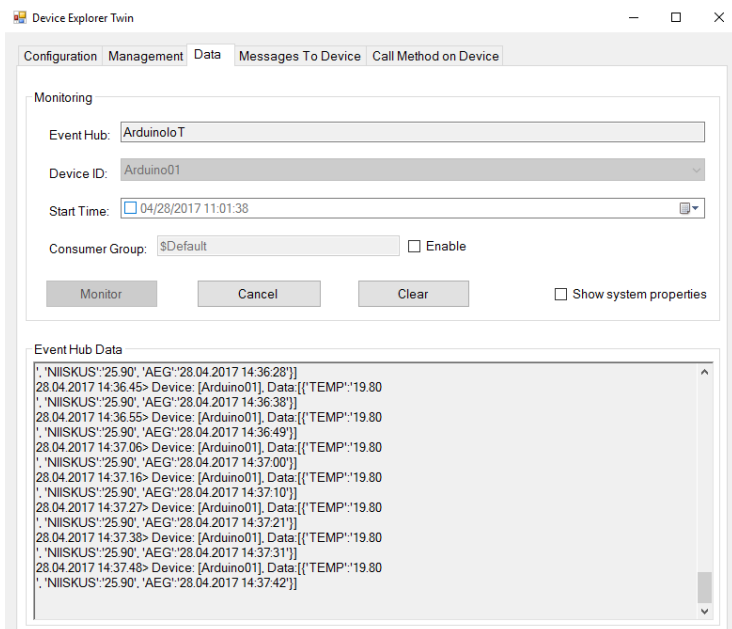 Device Explorer Twin
Configuration Management Data Messages To Device Call Method on Device
Monitoring
Event Hub: ArduinoIoT
Device ID: Arduino01
Start Time: 04/28/2017 11:01:38
Consumer Group: $Default Enable
Monitor Cancel Clear Show system properties
Event Hub Data
', 'NIISKUS':'25.90', 'AEG':'28.04.2017 14:36:28'}]
28.04.2017 14:36.45> Device: [Arduino01], Data:[{'TEMP':'19.80
', 'NIISKUS':'25.90', 'AEG':'28.04.2017 14:36:38'}]
28.04.2017 14:36.55> Device: [Arduino01], Data:[{'TEMP':'19.80
', 'NIISKUS':'25.90', 'AEG':'28.04.2017 14:36:49'}]
28.04.2017 14:37.06> Device: [Arduino01], Data:[{'TEMP':'19.80
', 'NIISKUS':'25.90', 'AEG':'28.04.2017 14:37:00'}]
28.04.2017 14:37.16> Device: [Arduino01], Data:[{'TEMP':'19.80
', 'NIISKUS':'25.90', 'AEG':'28.04.2017 14:37:10'}]
28.04.2017 14:37.27> Device: [Arduino01], Data:[{'TEMP':'19.80
', 'NIISKUS':'25.90', 'AEG':'28.04.2017 14:37:21'}]
28.04.2017 14:37.38> Device: [Arduino01], Data:[{'TEMP':'19.80
', 'NIISKUS':'25.90', 'AEG':'28.04.2017 14:37:31'}]
28.04.2017 14:37.48> Device: [Arduino01], Data:[{'TEMP':'19.80
', 'NIISKUS':'25.90', 'AEG':'28.04.2017 14:37:42'}]